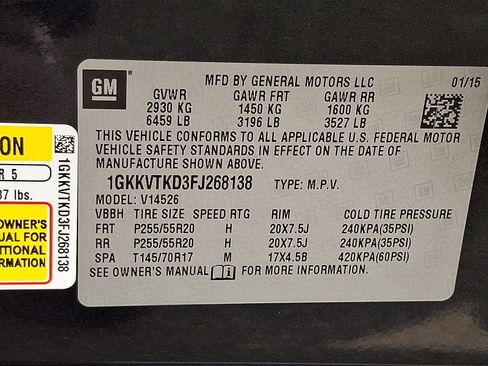 GM
MFD BY GENERAL MOTORS LLC 01/15
GVWR GAWR FRT GAWR RR
2930 KG 1450 KG 1600 KG
6459 LB 3196 LB 3527 LB
THIS VEHICLE CONFORMS TO ALL APPLICABLE U.S. FEDERAL MOTOR
VEHICLE SAFETY STANDARDS IN EFFECT ON THE DATE OF
MANUFACTURE SHOWN ABOVE.
1GKKVTKD3FJ268138 TYPE: M.P.V.
MODEL: V14526
VBBH TIRE SIZE SPEED RTG RIM COLD TIRE PRESSURE
FRT P255/55R20 H 20X7.5J 240KPA(35PSI)
RR P255/55R20 H 20X7.5J 240KPA(35PSI)
SPA T145/70R17 M 17X4.5B 420KPA(60PSI)
SEE OWNER'S MANUAL i FOR MORE INFORMATION.
ON
R 5
37 lbs.
OWNER'S
UAL FOR
ITIONAL
RMATION
1GKKVTKD3FJ268138